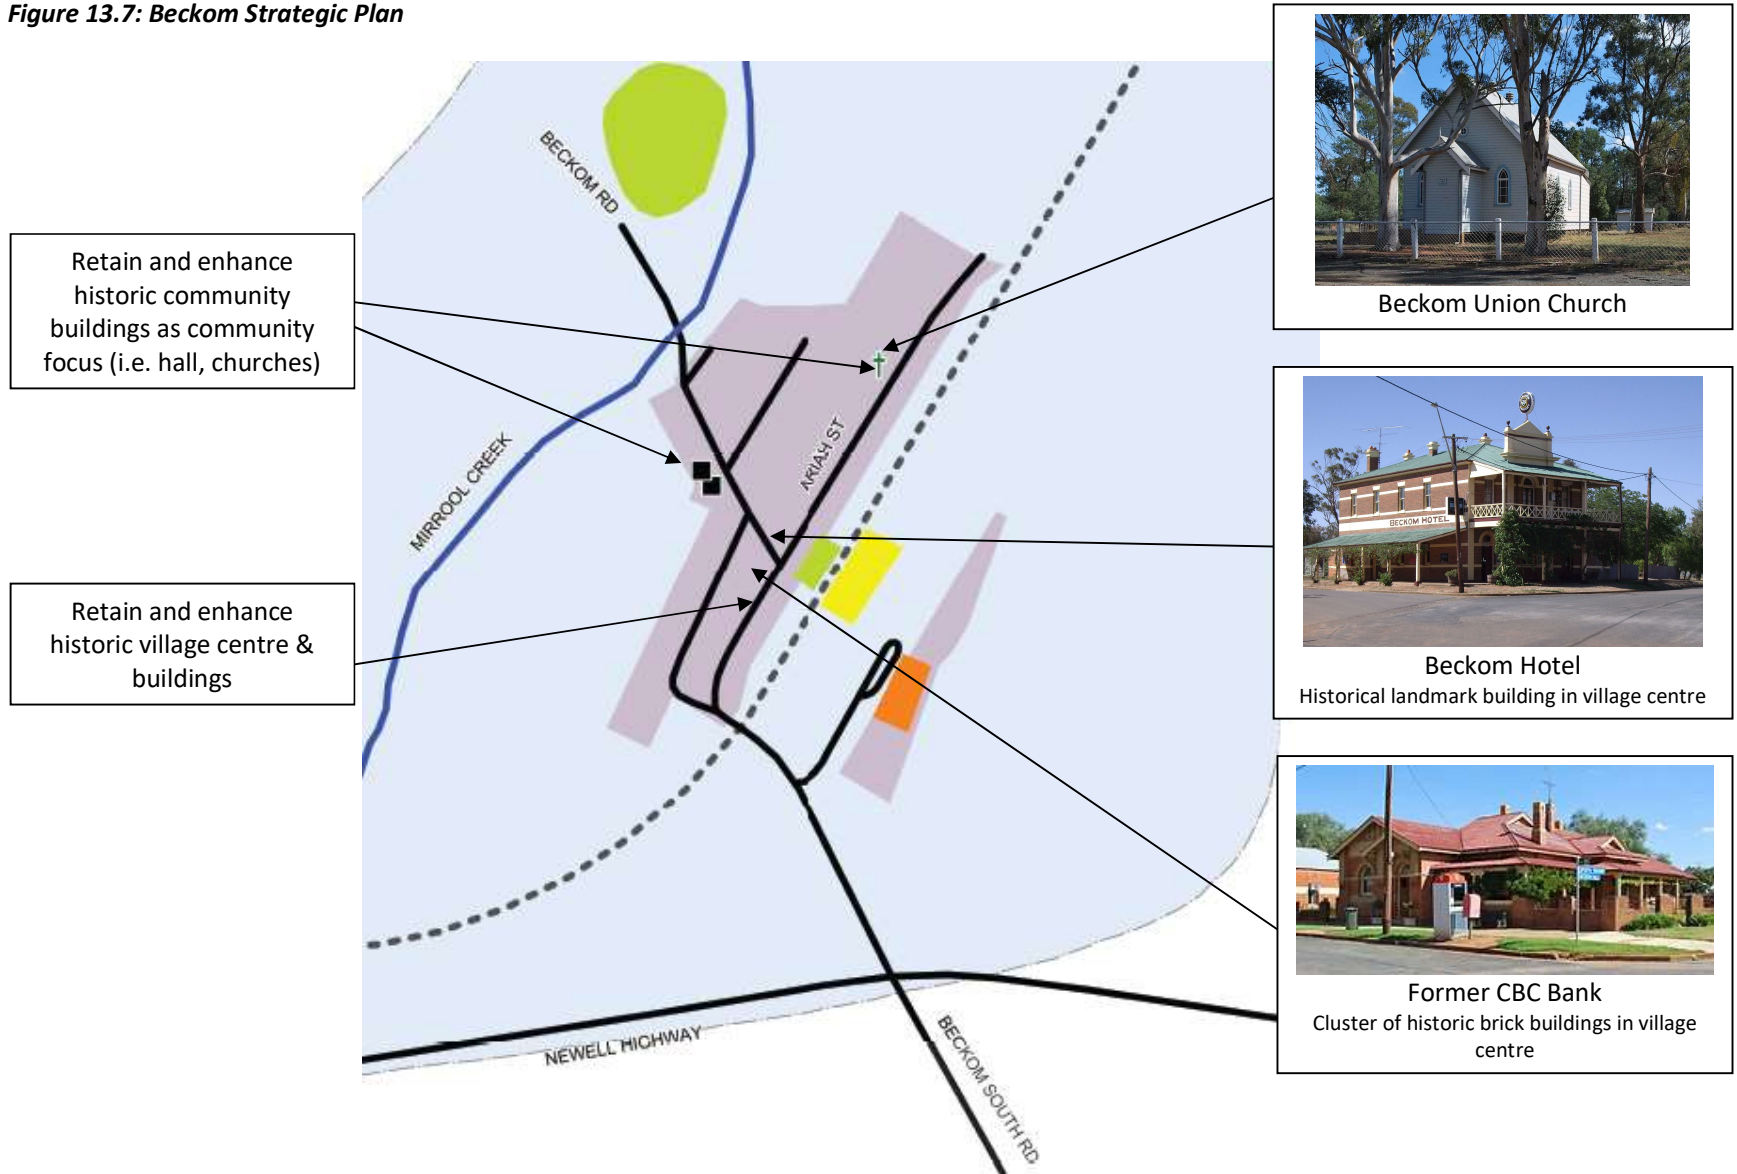 Figure 13.7: Beckom Strategic Plan
Retain and enhance
historic community
buildings as community
focus (i.e. hall, churches)
Retain and enhance
historic village centre &
buildings
BECKOM RD
MIRROOL CREEK
ARIAH ST
NEWELL HIGHWAY
BECKOM SOUTH RD
Beckom Union Church
BECKOM HOTEL
Beckom Hotel
Historical landmark building in village centre
Former CBC Bank
Cluster of historic brick buildings in village
centre